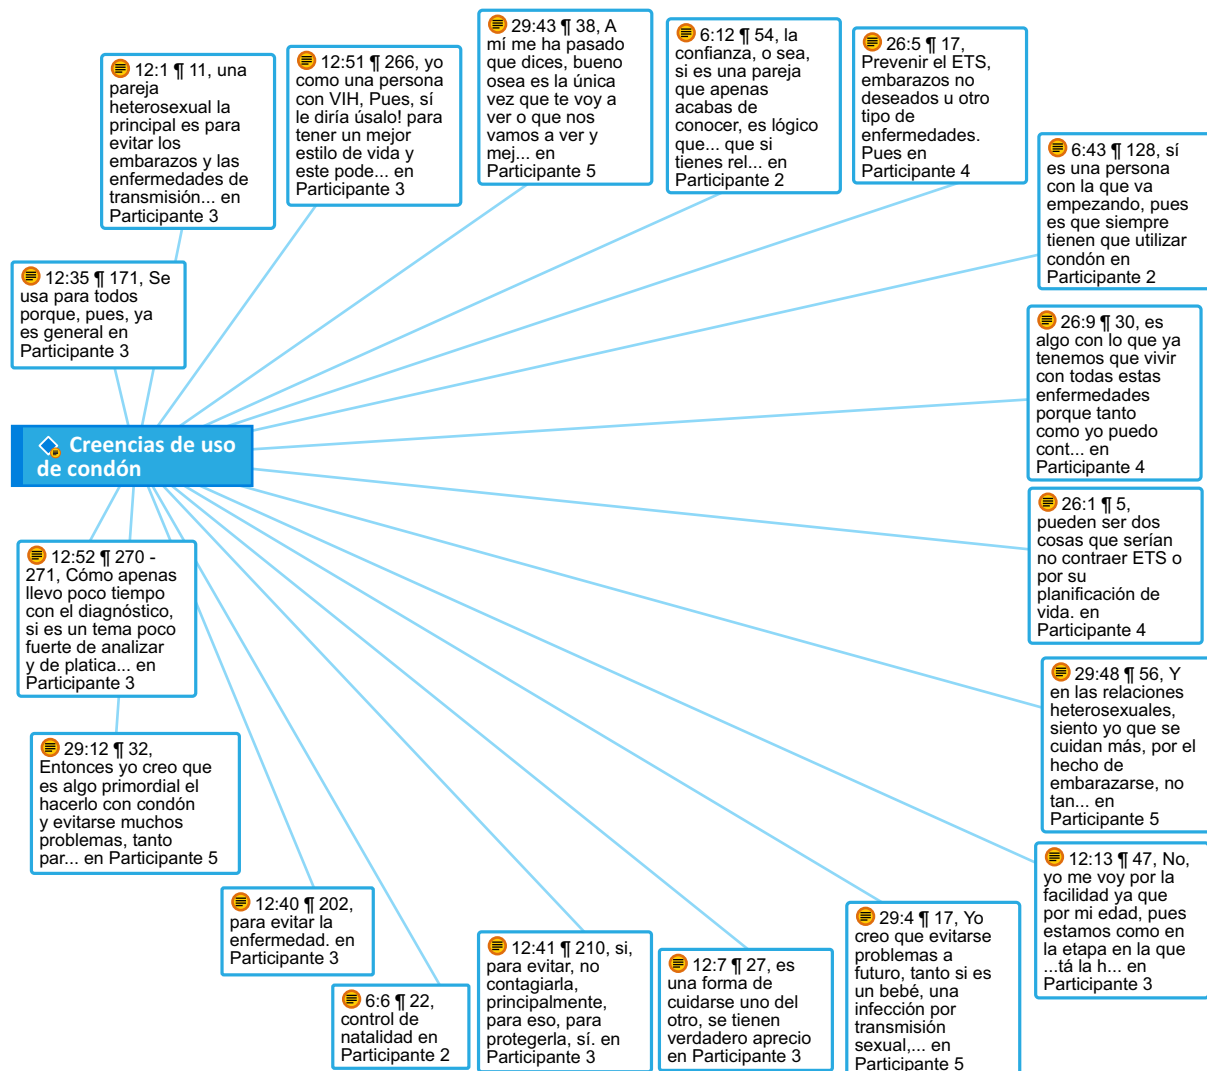 12:1 ¶ 11, una
pareja
heterosexual la
principal es para
evitar los
embarazos y las
enfermedades de
transmisión... en
Participante 3
12:51 ¶ 266, yo
como una persona
con VIH, Pues, sí
le diría úsalo! para
tener un mejor
estilo de vida y
este pode... en
Participante 3
29:43 ¶ 38, A
mí me ha pasado
que dices, bueno
osea es la única
vez que te voy a
ver o que nos
vamos a ver y
mej... en
Participante 5
6:12 ¶ 54, la
confianza, o sea,
si es una pareja
que apenas
acabas de
conocer, es lógico
que... que si
tienes rel... en
Participante 2
26:5 ¶ 17,
Prevenir el ETS,
embarazos no
deseados u otro
tipo de
enfermedades.
Pues en
Participante 4
6:43 ¶ 128, sí
es una persona
con la que va
empezando, pues
es que siempre
tienen que utilizar
condón en
Participante 2
12:35 ¶ 171, Se
usa para todos
porque, pues, ya
es general en
Participante 3
26:9 ¶ 30, es
algo con lo que ya
tenemos que vivir
con todas estas
enfermedades
porque tanto
como yo puedo
cont... en
Participante 4
Creencias de uso
de condón
26:1 ¶ 5,
pueden ser dos
cosas que serían
no contraer ETS o
por su
planificación de
vida. en
Participante 4
12:52 ¶ 270 -
271, Cómo apenas
llevo poco tiempo
con el diagnóstico,
si es un tema poco
fuerte de analizar
y de platica... en
Participante 3
29:48 ¶ 56, Y
en las relaciones
heterosexuales,
siento yo que se
cuidan más, por el
hecho de
embarazarse, no
tan... en
Participante 5
29:12 ¶ 32,
Entonces yo creo que
es algo primordial el
hacerlo con condón
y evitarse muchos
problemas, tanto
par... en Participante 5
12:13 ¶ 47, No,
yo me voy por la
facilidad ya que
por mi edad, pues
estamos como en
la etapa en la que
...tá la h... en
Participante 3
12:40 ¶ 202,
para evitar la
enfermedad. en
Participante 3
6:6 ¶ 22,
control de
natalidad en
Participante 2
12:41 ¶ 210, si,
para evitar, no
contagiarla,
principalmente,
para eso, para
protegerla, sí. en
Participante 3
12:7 ¶ 27, es
una forma de
cuidarse uno del
otro, se tienen
verdadero aprecio
en Participante 3
29:4 ¶ 17, Yo
creo que evitarse
problemas a
futuro, tanto si es
un bebé, una
infección por
transmisión
sexual,... en
Participante 5